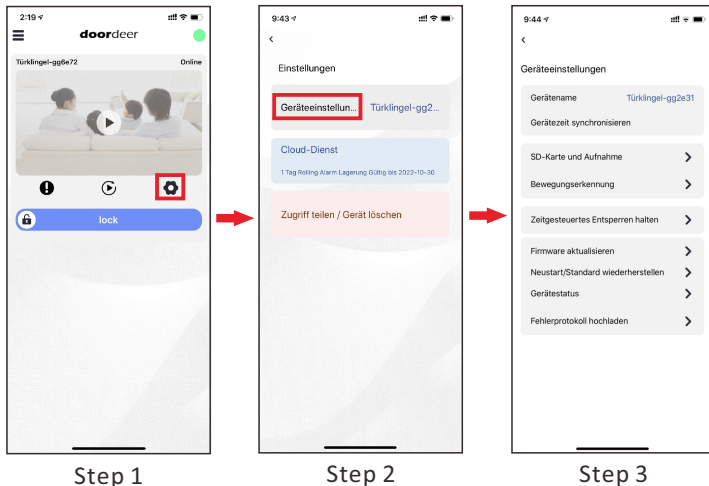 2:19
doordeer
Türklingel-gg6e72 Online
lock
Step 1
9:43
Einstellungen
Geräteeinstellun... Türklingel-gg2...
Cloud-Dienst
1 Tag Rolling Alarm Lagerung Gültig bis 2022-10-30
Zugriff teilen / Gerät löschen
Step 2
9:44
Geräteeinstellungen
Gerätename Türklingel-gg2e31
Gerätezeit synchronisieren
SD-Karte und Aufnahme
Bewegungserkennung
Zeitgesteuertes Entsperren halten
Firmware aktualisieren
Neustart/Standard wiederherstellen
Gerätestatus
Fehlerprotokoll hochladen
Step 3